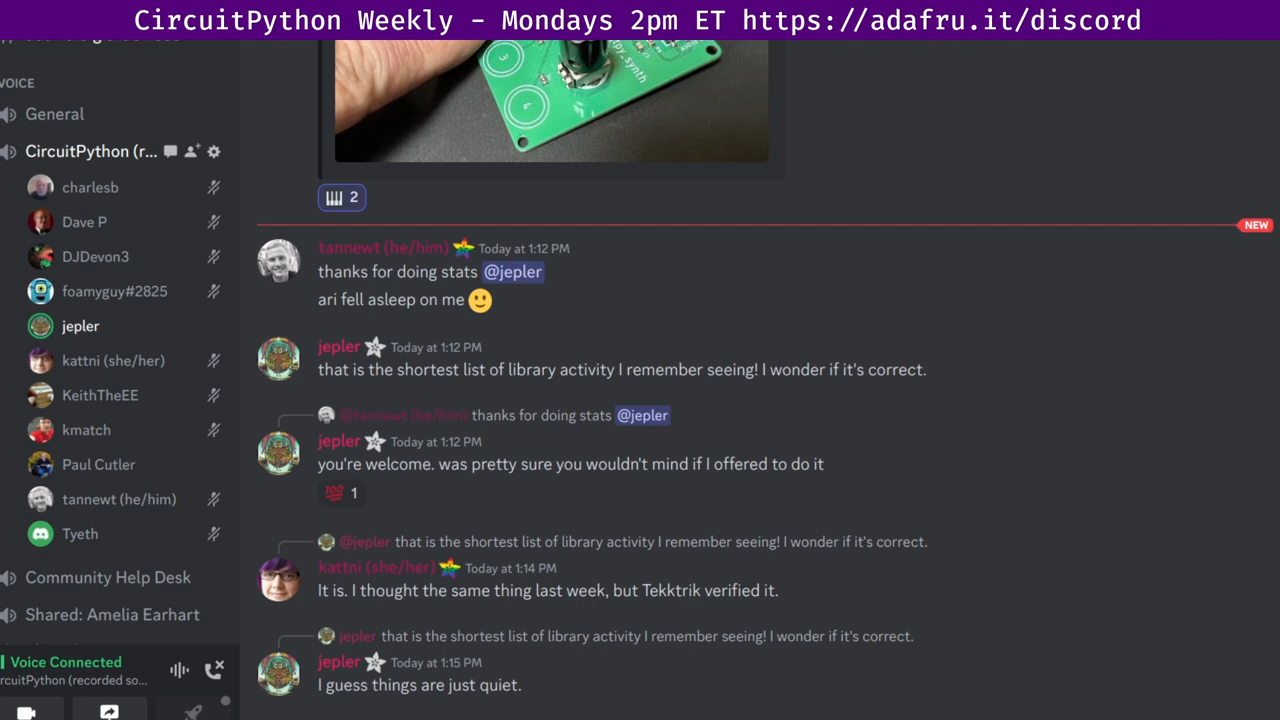 CircuitPython Weekly - Mondays 2pm ET https://adafru.it/discord
VOICE
General
CircuitPython (r...
charlesb
Dave P
DJDevon3
foamyguy#2825
jepler
kattni (she/her)
KeithTheEE
kmatch
Paul Cutler
tannewt (he/him)
Tyeth
Community Help Desk
Shared: Amelia Earhart
Voice Connected
rcuitPython (recorded so...
3
4
py_synth
AUDIO
2
NEW
tannewt (he/him) Today at 1:12 PM
thanks for doing stats @jepler
ari fell asleep on me
jepler Today at 1:12 PM
that is the shortest list of library activity I remember seeing! I wonder if it's correct.
@tannewt (he/him) thanks for doing stats @jepler
jepler Today at 1:12 PM
you're welcome. was pretty sure you wouldn't mind if I offered to do it
100 1
@jepler that is the shortest list of library activity I remember seeing! I wonder if it's correct.
kattni (she/her) Today at 1:14 PM
It is. I thought the same thing last week, but Tekktrik verified it.
jepler that is the shortest list of library activity I remember seeing! I wonder if it's correct.
jepler Today at 1:15 PM
I guess things are just quiet.